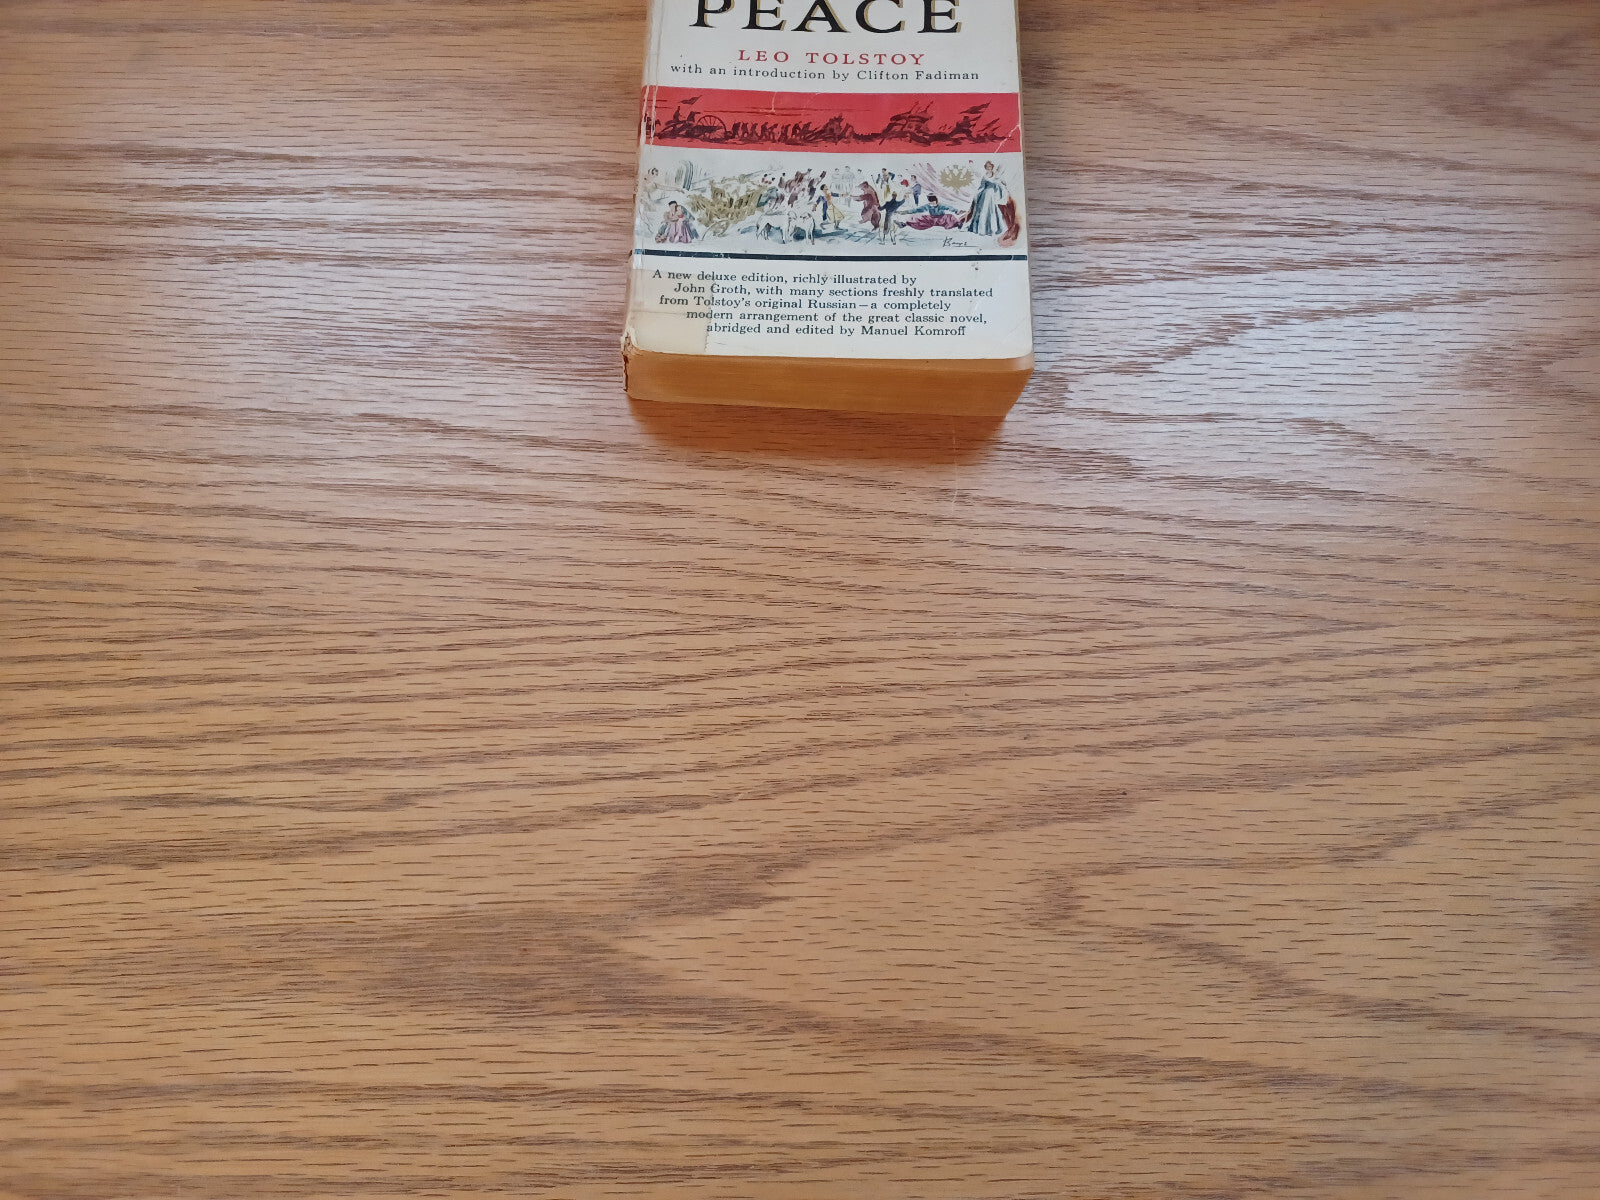 PEACE
LEO TOLSTOY
with an introduction by Clifton Fadiman
A new deluxe edition, richly illustrated by
John Groth, with many sections freshly translated
from Tolstoy's original Russian—a completely
modern arrangement of the great classic novel,
abridged and edited by Manuel Komroff